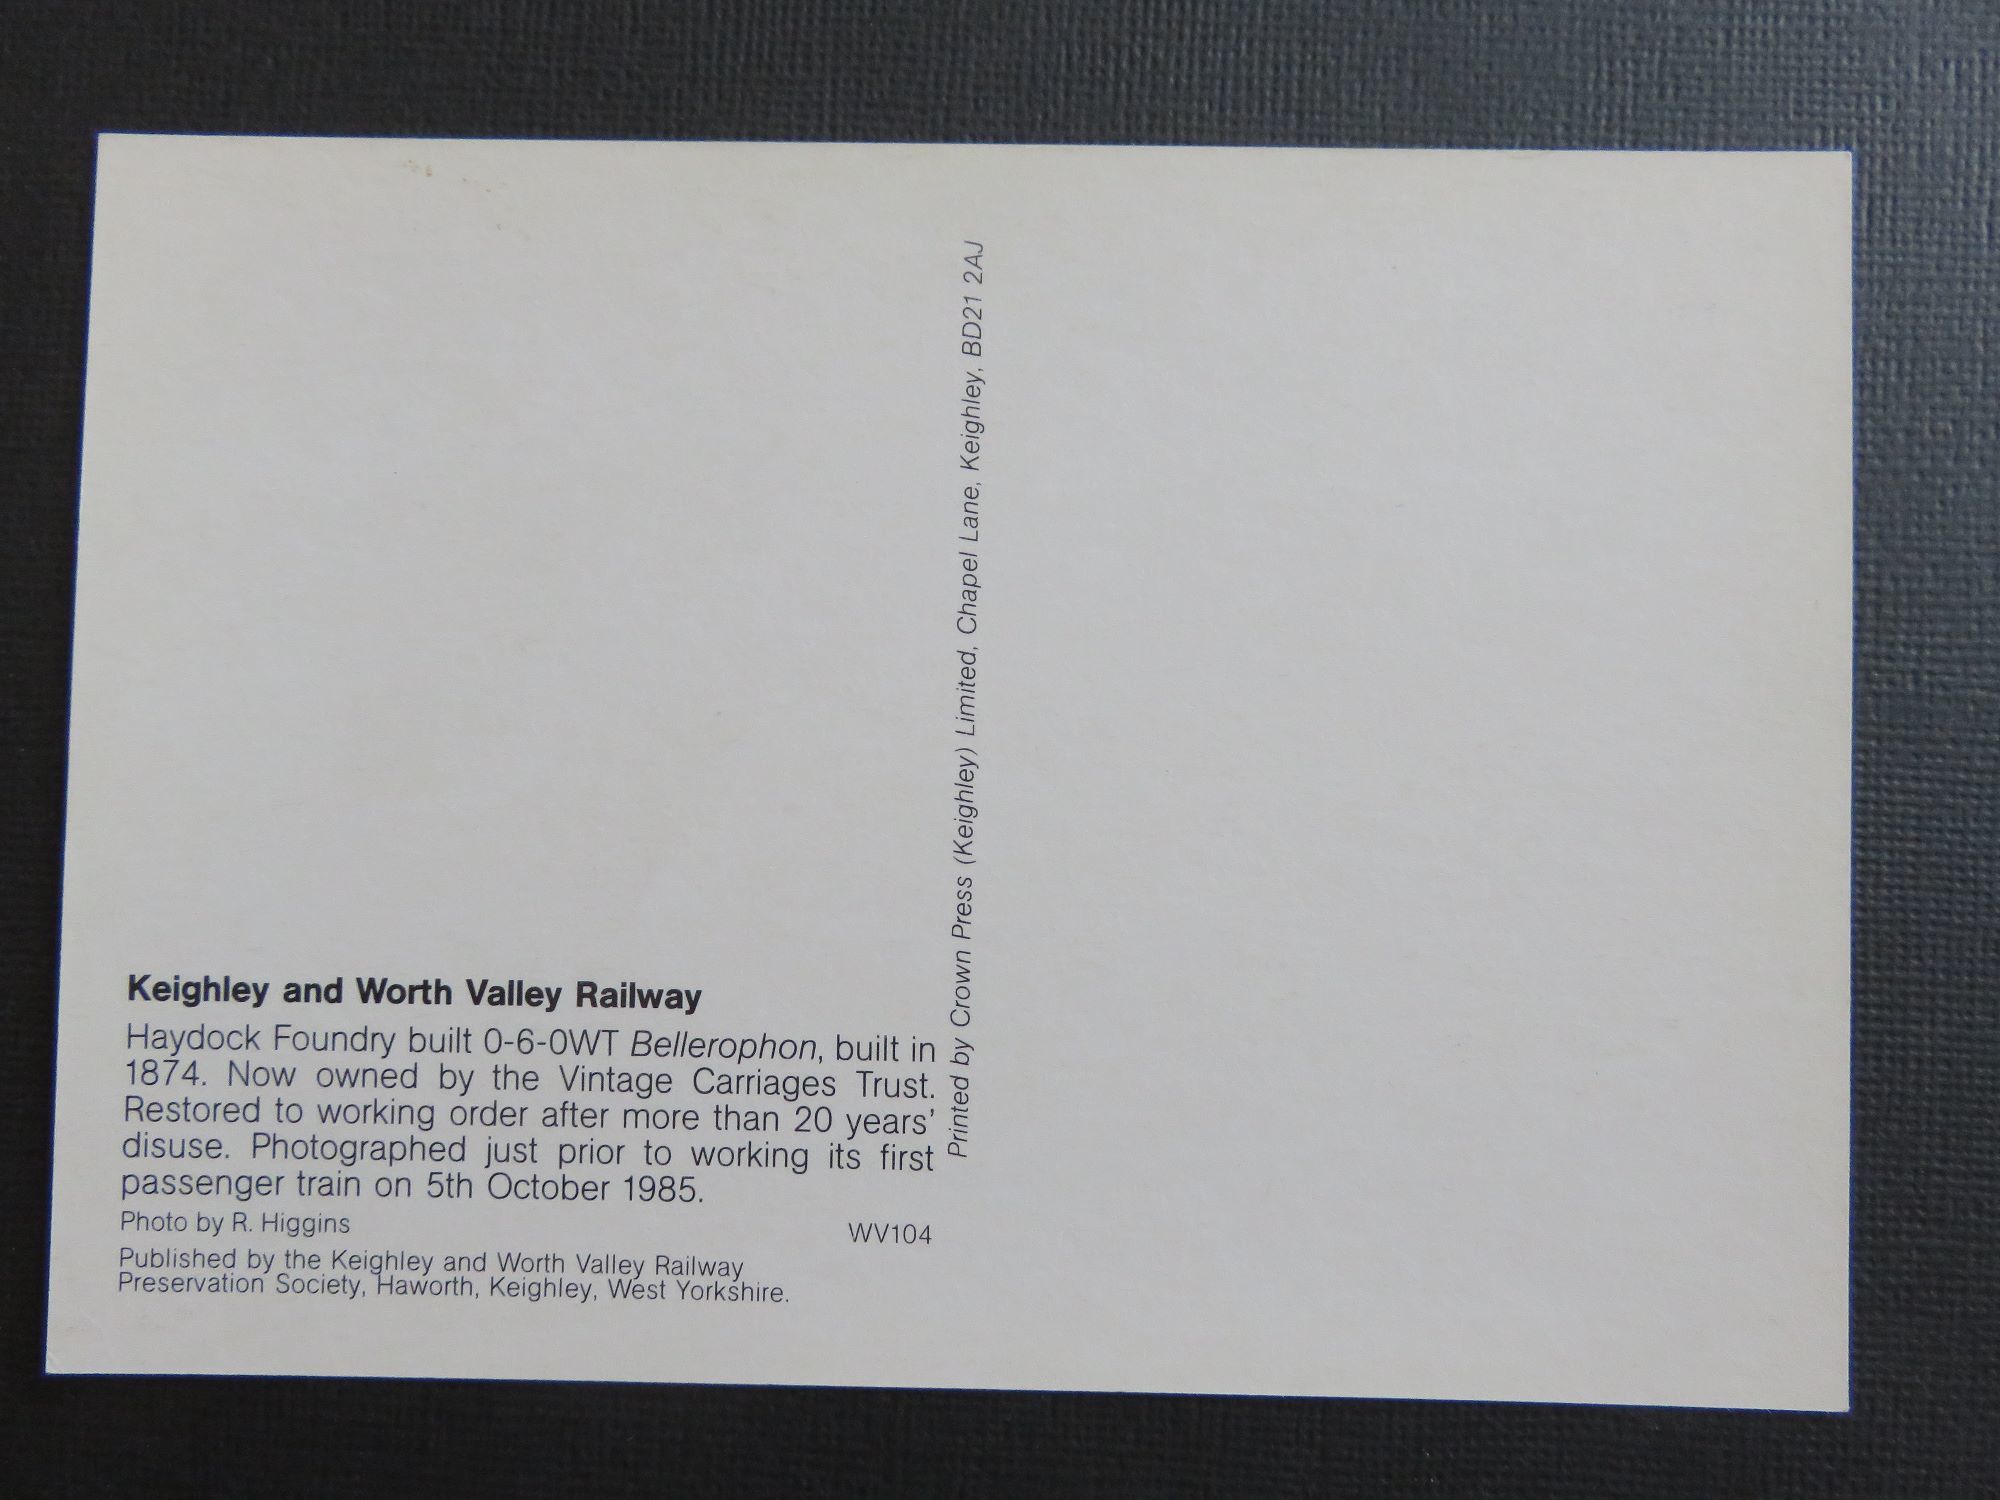 Keighley and Worth Valley Railway
Haydock Foundry built 0-6-0WT Bellerophon, built in
1874. Now owned by the Vintage Carriages Trust.
Restored to working order after more than 20 years'
disuse. Photographed just prior to working its first
passenger train on 5th October 1985.
Photo by R. Higgins
WV104
Published by the Keighley and Worth Valley Railway
Preservation Society, Haworth, Keighley, West Yorkshire.
Printed by Crown Press (Keighley) Limited, Chapel Lane, Keighley, BD21 2AJ